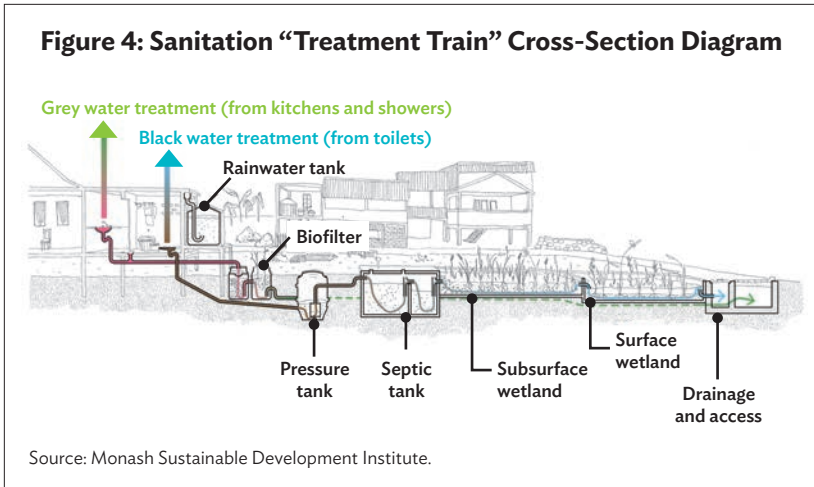 Figure 4: Sanitation “Treatment Train” Cross-Section Diagram
Grey water treatment (from kitchens and showers)
Black water treatment (from toilets)
Rainwater tank
Biofilter
Pressure
tank
Septic
tank
Subsurface
wetland
Surface
wetland
Drainage
and access
Source: Monash Sustainable Development Institute.